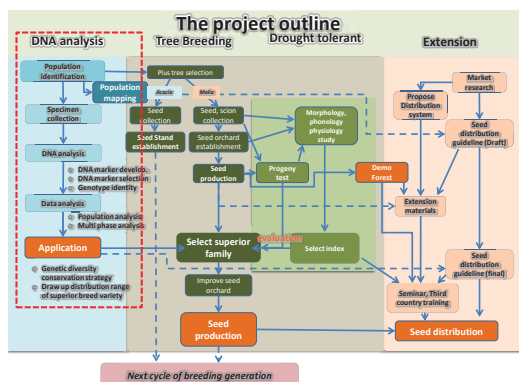 The project outline
DNA analysis
Tree Breeding
Drought tolerant
Extension
Population
identification
Plus tree selection
Population
mapping
Acacia
Melia
Specimen
collection
Seed
collection
Seed, scion
collection
Morphology,
phonology
physiology
study
Market
research
Propose
Distribution
system
Seed Stand
establishment
Seed orchard
establishment
Seed
distribution
guideline (Draft)
DNA analysis
DNA marker develop.
DNA marker selection
Genotype identity
Seed
production
Progeny
test
Demo
Forest
Data analysis
Population analysis
Multi phase analysis
Extension
materials
Application
Select superior
family
evaluation
Select index
Genetic diversity
conservation strategy
Draw up distribution range
of superior breed variety
Seed
distribution
guideline (final)
Improve seed
orchard
Seminar, Third
country training
Seed
production
Seed distribution
Next cycle of breeding generation